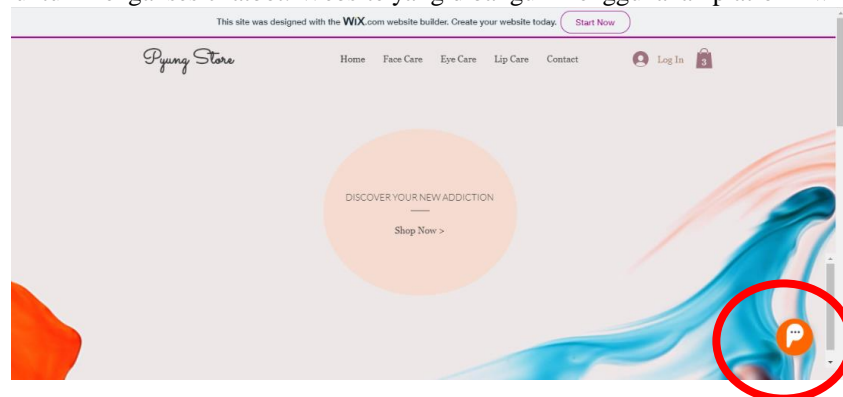 This site was designed with the WiX.com website builder. Create your website today. Start Now
Pyung Store Home Face Care Eye Care Lip Care Contact Log In 3
DISCOVER YOUR NEW ADDICTION
Shop Now >